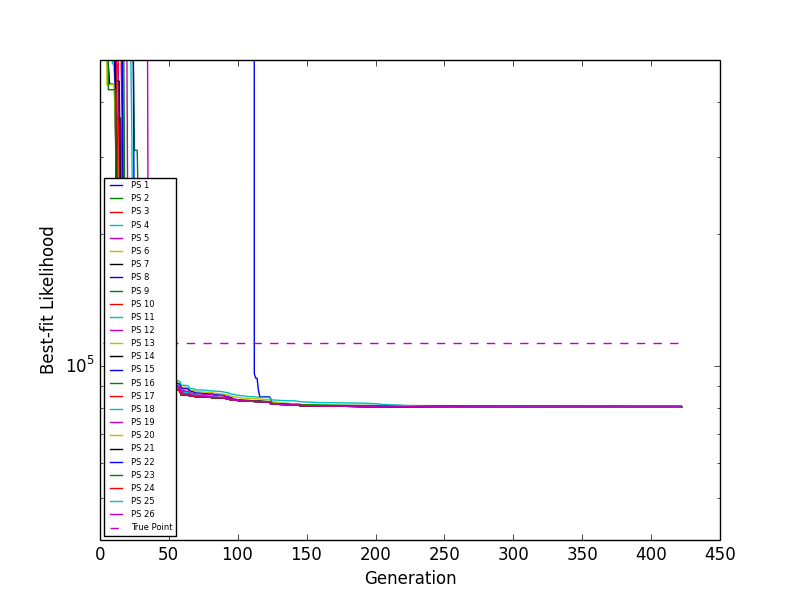 Best-fit Likelihood
10^5
PS 1
PS 2
PS 3
PS 4
PS 5
PS 6
PS 7
PS 8
PS 9
PS 10
PS 11
PS 12
PS 13
PS 14
PS 15
PS 16
PS 17
PS 18
PS 19
PS 20
PS 21
PS 22
PS 23
PS 24
PS 25
PS 26
True Point
0 50 100 150 200 250 300 350 400 450
Generation